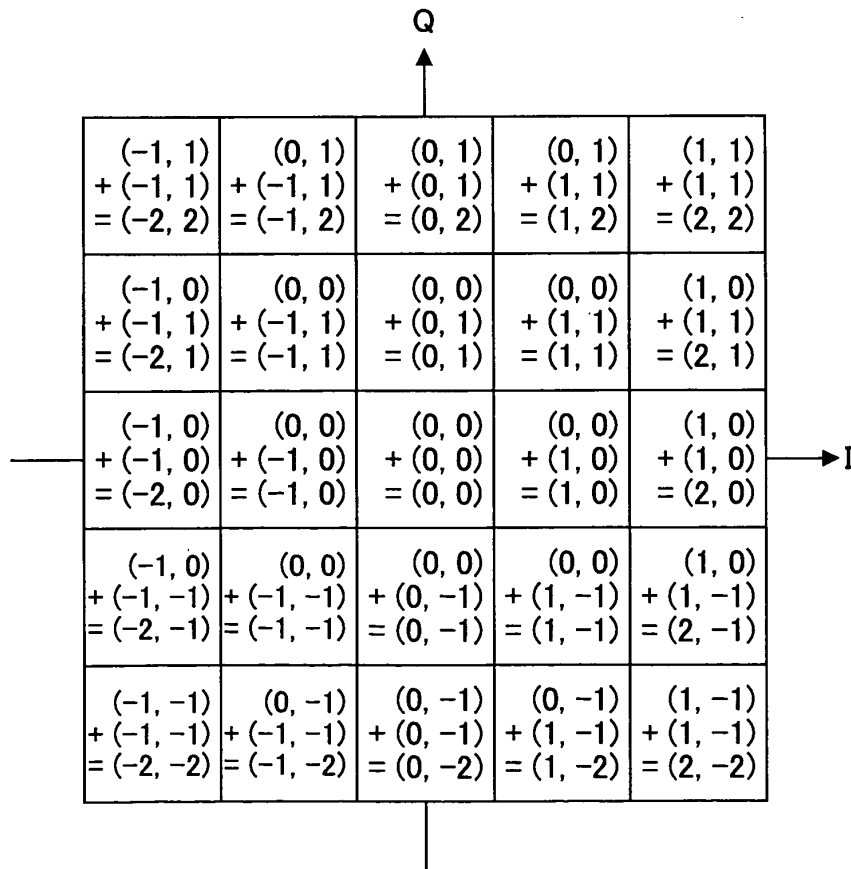 Q
(-1, 1) (0, 1) (0, 1) (0, 1) (1, 1)
+ (-1, 1) + (-1, 1) + (0, 1) + (1, 1) + (1, 1)
= (-2, 2) = (-1, 2) = (0, 2) = (1, 2) = (2, 2)
(-1, 0) (0, 0) (0, 0) (0, 0) (1, 0)
+ (-1, 1) + (-1, 1) + (0, 1) + (1, 1) + (1, 1)
= (-2, 1) = (-1, 1) = (0, 1) = (1, 1) = (2, 1)
(-1, 0) (0, 0) (0, 0) (0, 0) (1, 0)
+ (-1, 0) + (-1, 0) + (0, 0) + (1, 0) + (1, 0)
= (-2, 0) = (-1, 0) = (0, 0) = (1, 0) = (2, 0)
I
(-1, 0) (0, 0) (0, 0) (0, 0) (1, 0)
+ (-1, -1) + (-1, -1) + (0, -1) + (1, -1) + (1, -1)
= (-2, -1) = (-1, -1) = (0, -1) = (1, -1) = (2, -1)
(-1, -1) (0, -1) (0, -1) (0, -1) (1, -1)
+ (-1, -1) + (-1, -1) + (0, -1) + (1, -1) + (1, -1)
= (-2, -2) = (-1, -2) = (0, -2) = (1, -2) = (2, -2)